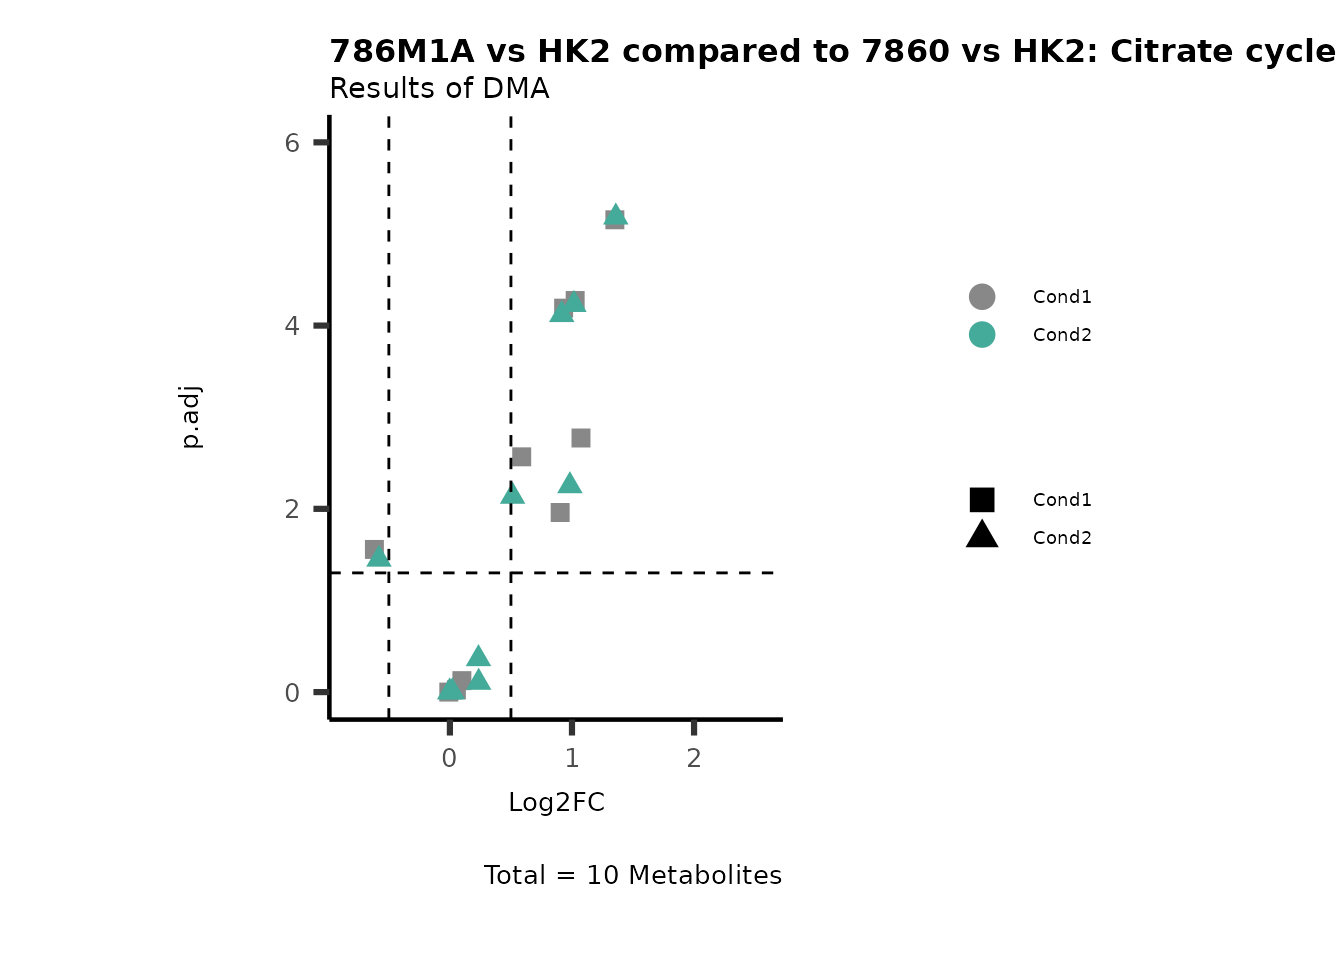 786M1A vs HK2 compared to 7860 vs HK2: Citrate cycle
Results of DMA
6
4
2
0
p.adj
0 1 2
Log2FC
Total = 10 Metabolites
Cond1
Cond2
Cond1
Cond2